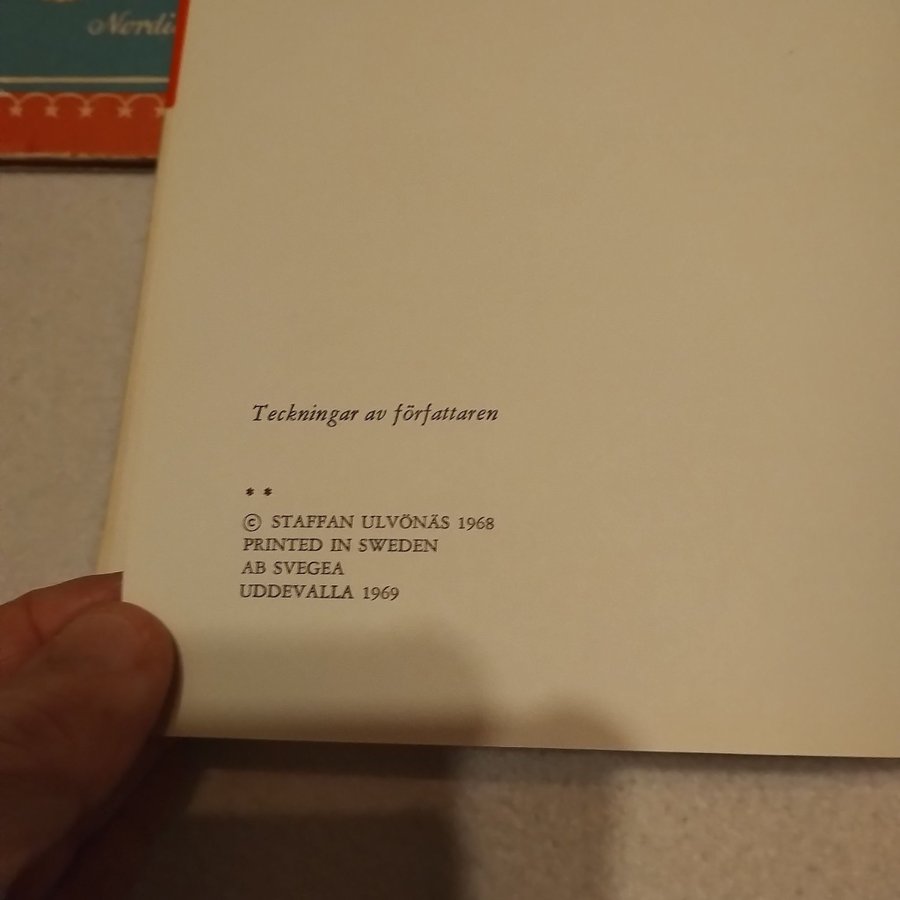 Teckningar av författaren
* *
© STAFFAN ULVÖNÄS 1968
PRINTED IN SWEDEN
AB SVEGEA
UDDEVALLA 1969